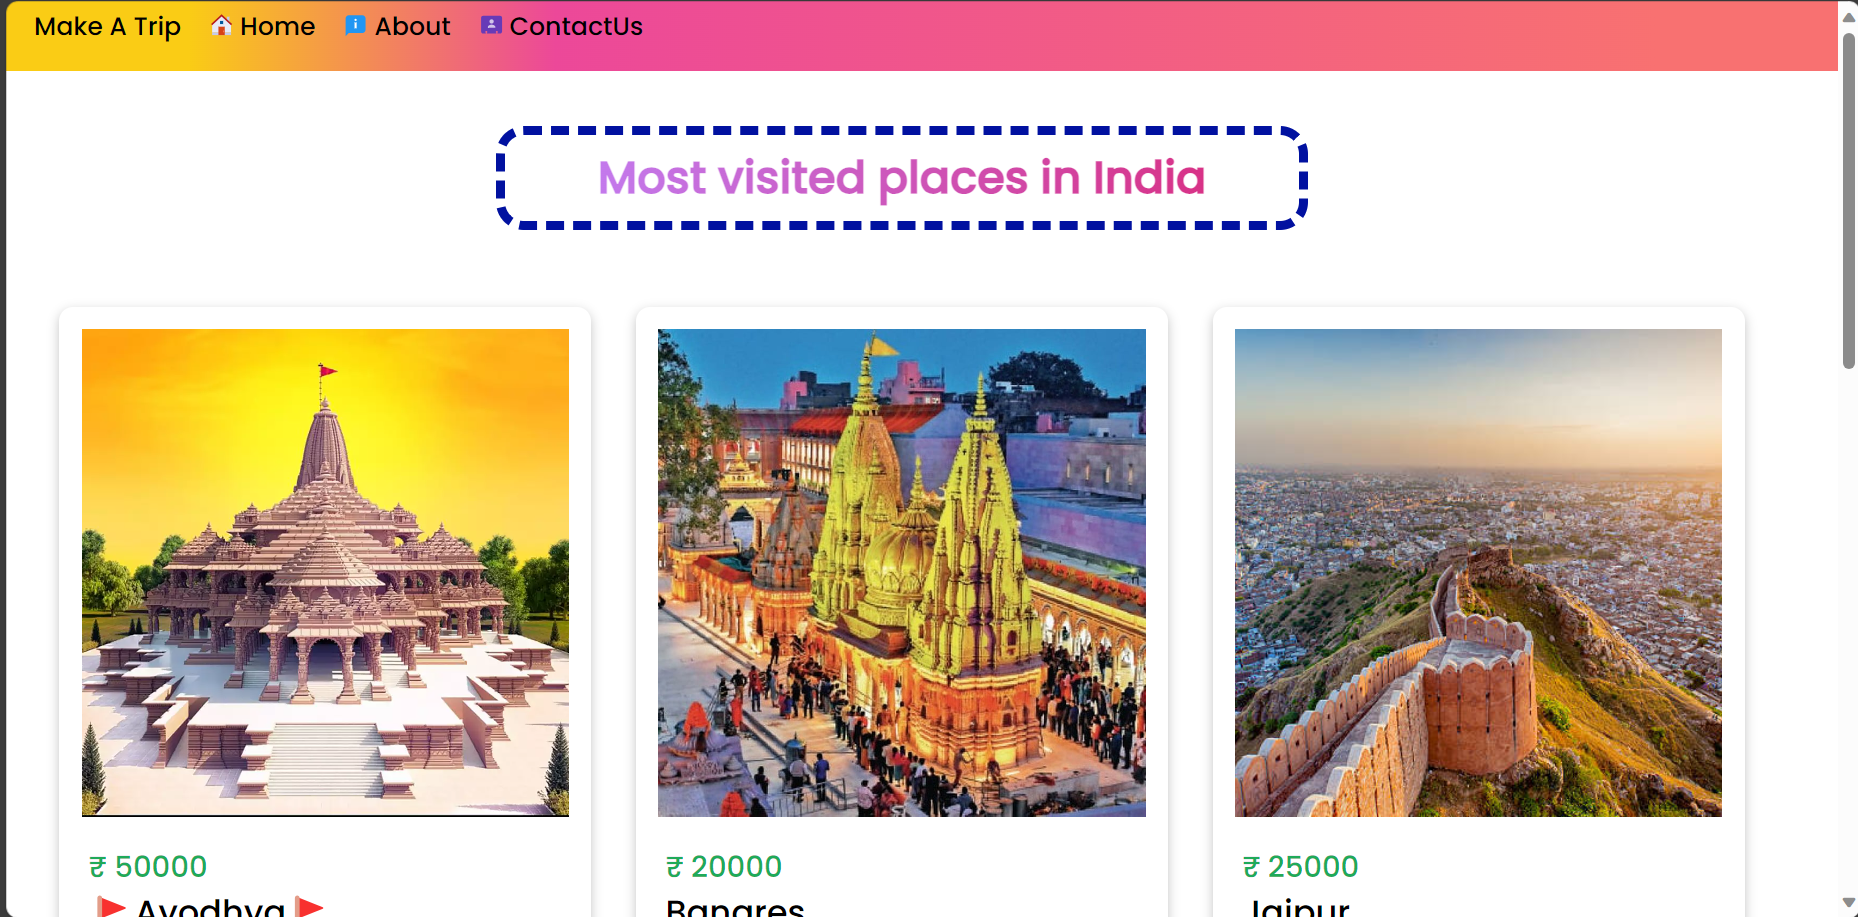 Make A Trip 🏠 Home ℹ️ About ContactUs
Most visited places in India
₹ 50000
🚩 Ayodhya 🚩
₹ 20000
Banares
₹ 25000
Jaipur